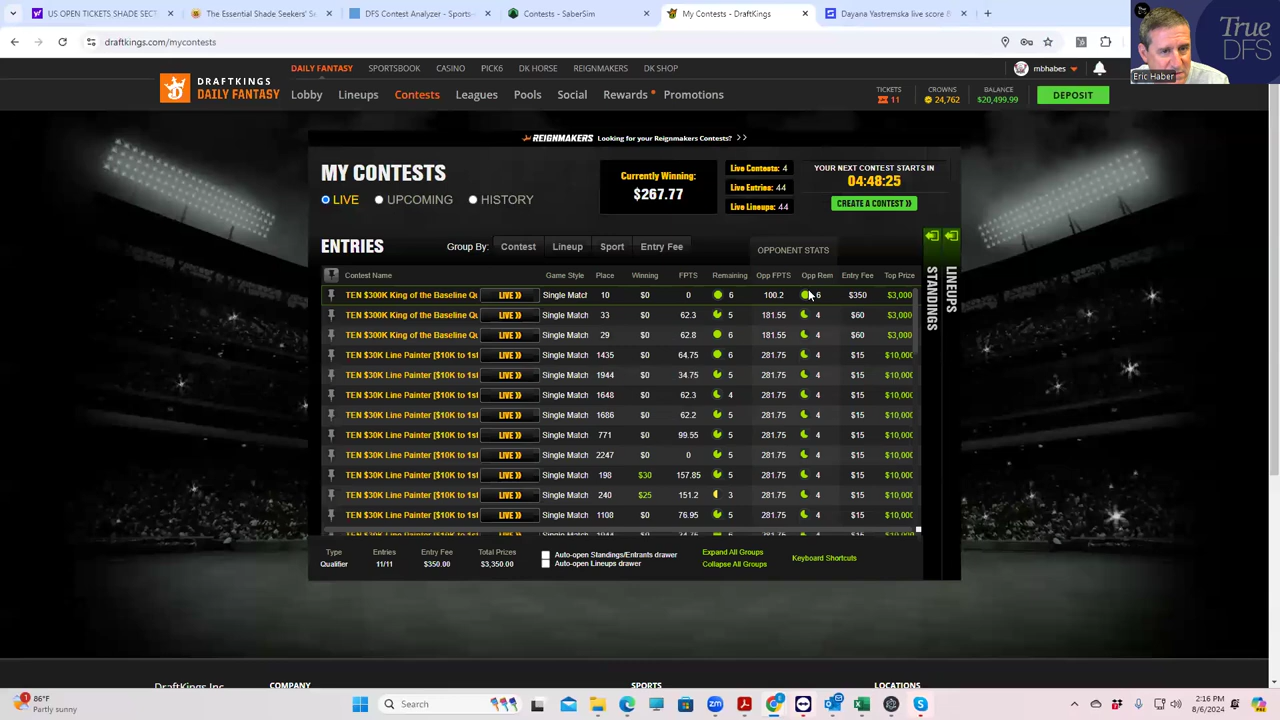 US OPEN TICKETS SHADE SECT
The Essential Shade Seekers' Se
DFS Contest Analyzer - Sports-
Contests - SaberSim
My Contests - DraftKings
Dayana Yastremska live score &
draftkings.com/mycontests
True DFS
Eric Haber
DAILY FANTASY SPORTSBOOK CASINO PICK6 DK HORSE REIGNMAKERS DK SHOP
mbhabes
DRAFTKINGS
DAILY FANTASY
Lobby Lineups Contests Leagues Pools Social Rewards Promotions
TICKETS 11
CROWNS 24,762
BALANCE $20,499.99
DEPOSIT
REIGNMAKERS Looking for your Reignmakers Contests? >>
MY CONTESTS
LIVE UPCOMING HISTORY
Currently Winning:
$267.77
Live Contests: 4
Live Entries: 44
Live Lineups: 44
YOUR NEXT CONTEST STARTS IN
04:48:25
CREATE A CONTEST >>
ENTRIES
Group By: Contest Lineup Sport Entry Fee
OPPONENT STATS
Contest Name Game Style Place Winning FPTS Remaining Opp FPTS Opp Rem Entry Fee Top Prize
TEN $300K King of the Baseline Qu LIVE >> Single Match 10 $0 0 6 100.2 6 $350 $3,000
TEN $300K King of the Baseline Qu LIVE >> Single Match 33 $0 62.3 5 181.55 4 $60 $3,000
TEN $300K King of the Baseline Qu LIVE >> Single Match 29 $0 62.8 6 181.55 4 $60 $3,000
TEN $30K Line Painter [$10K to 1st LIVE >> Single Match 1435 $0 64.75 6 281.75 4 $15 $10,000
TEN $30K Line Painter [$10K to 1st LIVE >> Single Match 1944 $0 34.75 5 281.75 4 $15 $10,000
TEN $30K Line Painter [$10K to 1st LIVE >> Single Match 1648 $0 62.3 4 281.75 4 $15 $10,000
TEN $30K Line Painter [$10K to 1st LIVE >> Single Match 1686 $0 62.2 5 281.75 4 $15 $10,000
TEN $30K Line Painter [$10K to 1st LIVE >> Single Match 771 $0 99.55 5 281.75 4 $15 $10,000
TEN $30K Line Painter [$10K to 1st LIVE >> Single Match 2247 $0 0 5 281.75 4 $15 $10,000
TEN $30K Line Painter [$10K to 1st LIVE >> Single Match 198 $30 157.85 5 281.75 4 $15 $10,000
TEN $30K Line Painter [$10K to 1st LIVE >> Single Match 240 $25 151.2 3 281.75 4 $15 $10,000
TEN $30K Line Painter [$10K to 1st LIVE >> Single Match 1108 $0 76.95 5 281.75 4 $15 $10,000
STANDINGS
LINEUPS
Type Entries Entry Fee Total Prizes
Qualifier 11/11 $350.00 $3,350.00
Auto-open Standings/Entrants drawer
Auto-open Lineups drawer
Expand All Groups
Collapse All Groups
Keyboard Shortcuts
DraftKings Inc. COMPANY SPORTS LOCATIONS
86°F
Partly sunny
Search
2:16 PM
8/6/2024